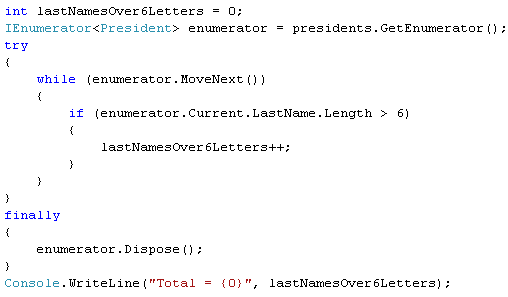 int lastNamesOver6Letters = 0;
IEnumerator<President> enumerator = presidents.GetEnumerator();
try
{
    while (enumerator.MoveNext())
    {
        if (enumerator.Current.LastName.Length > 6)
        {
            lastNamesOver6Letters++;
        }
    }
}
finally
{
    enumerator.Dispose();
}
Console.WriteLine("Total = {0}", lastNamesOver6Letters);